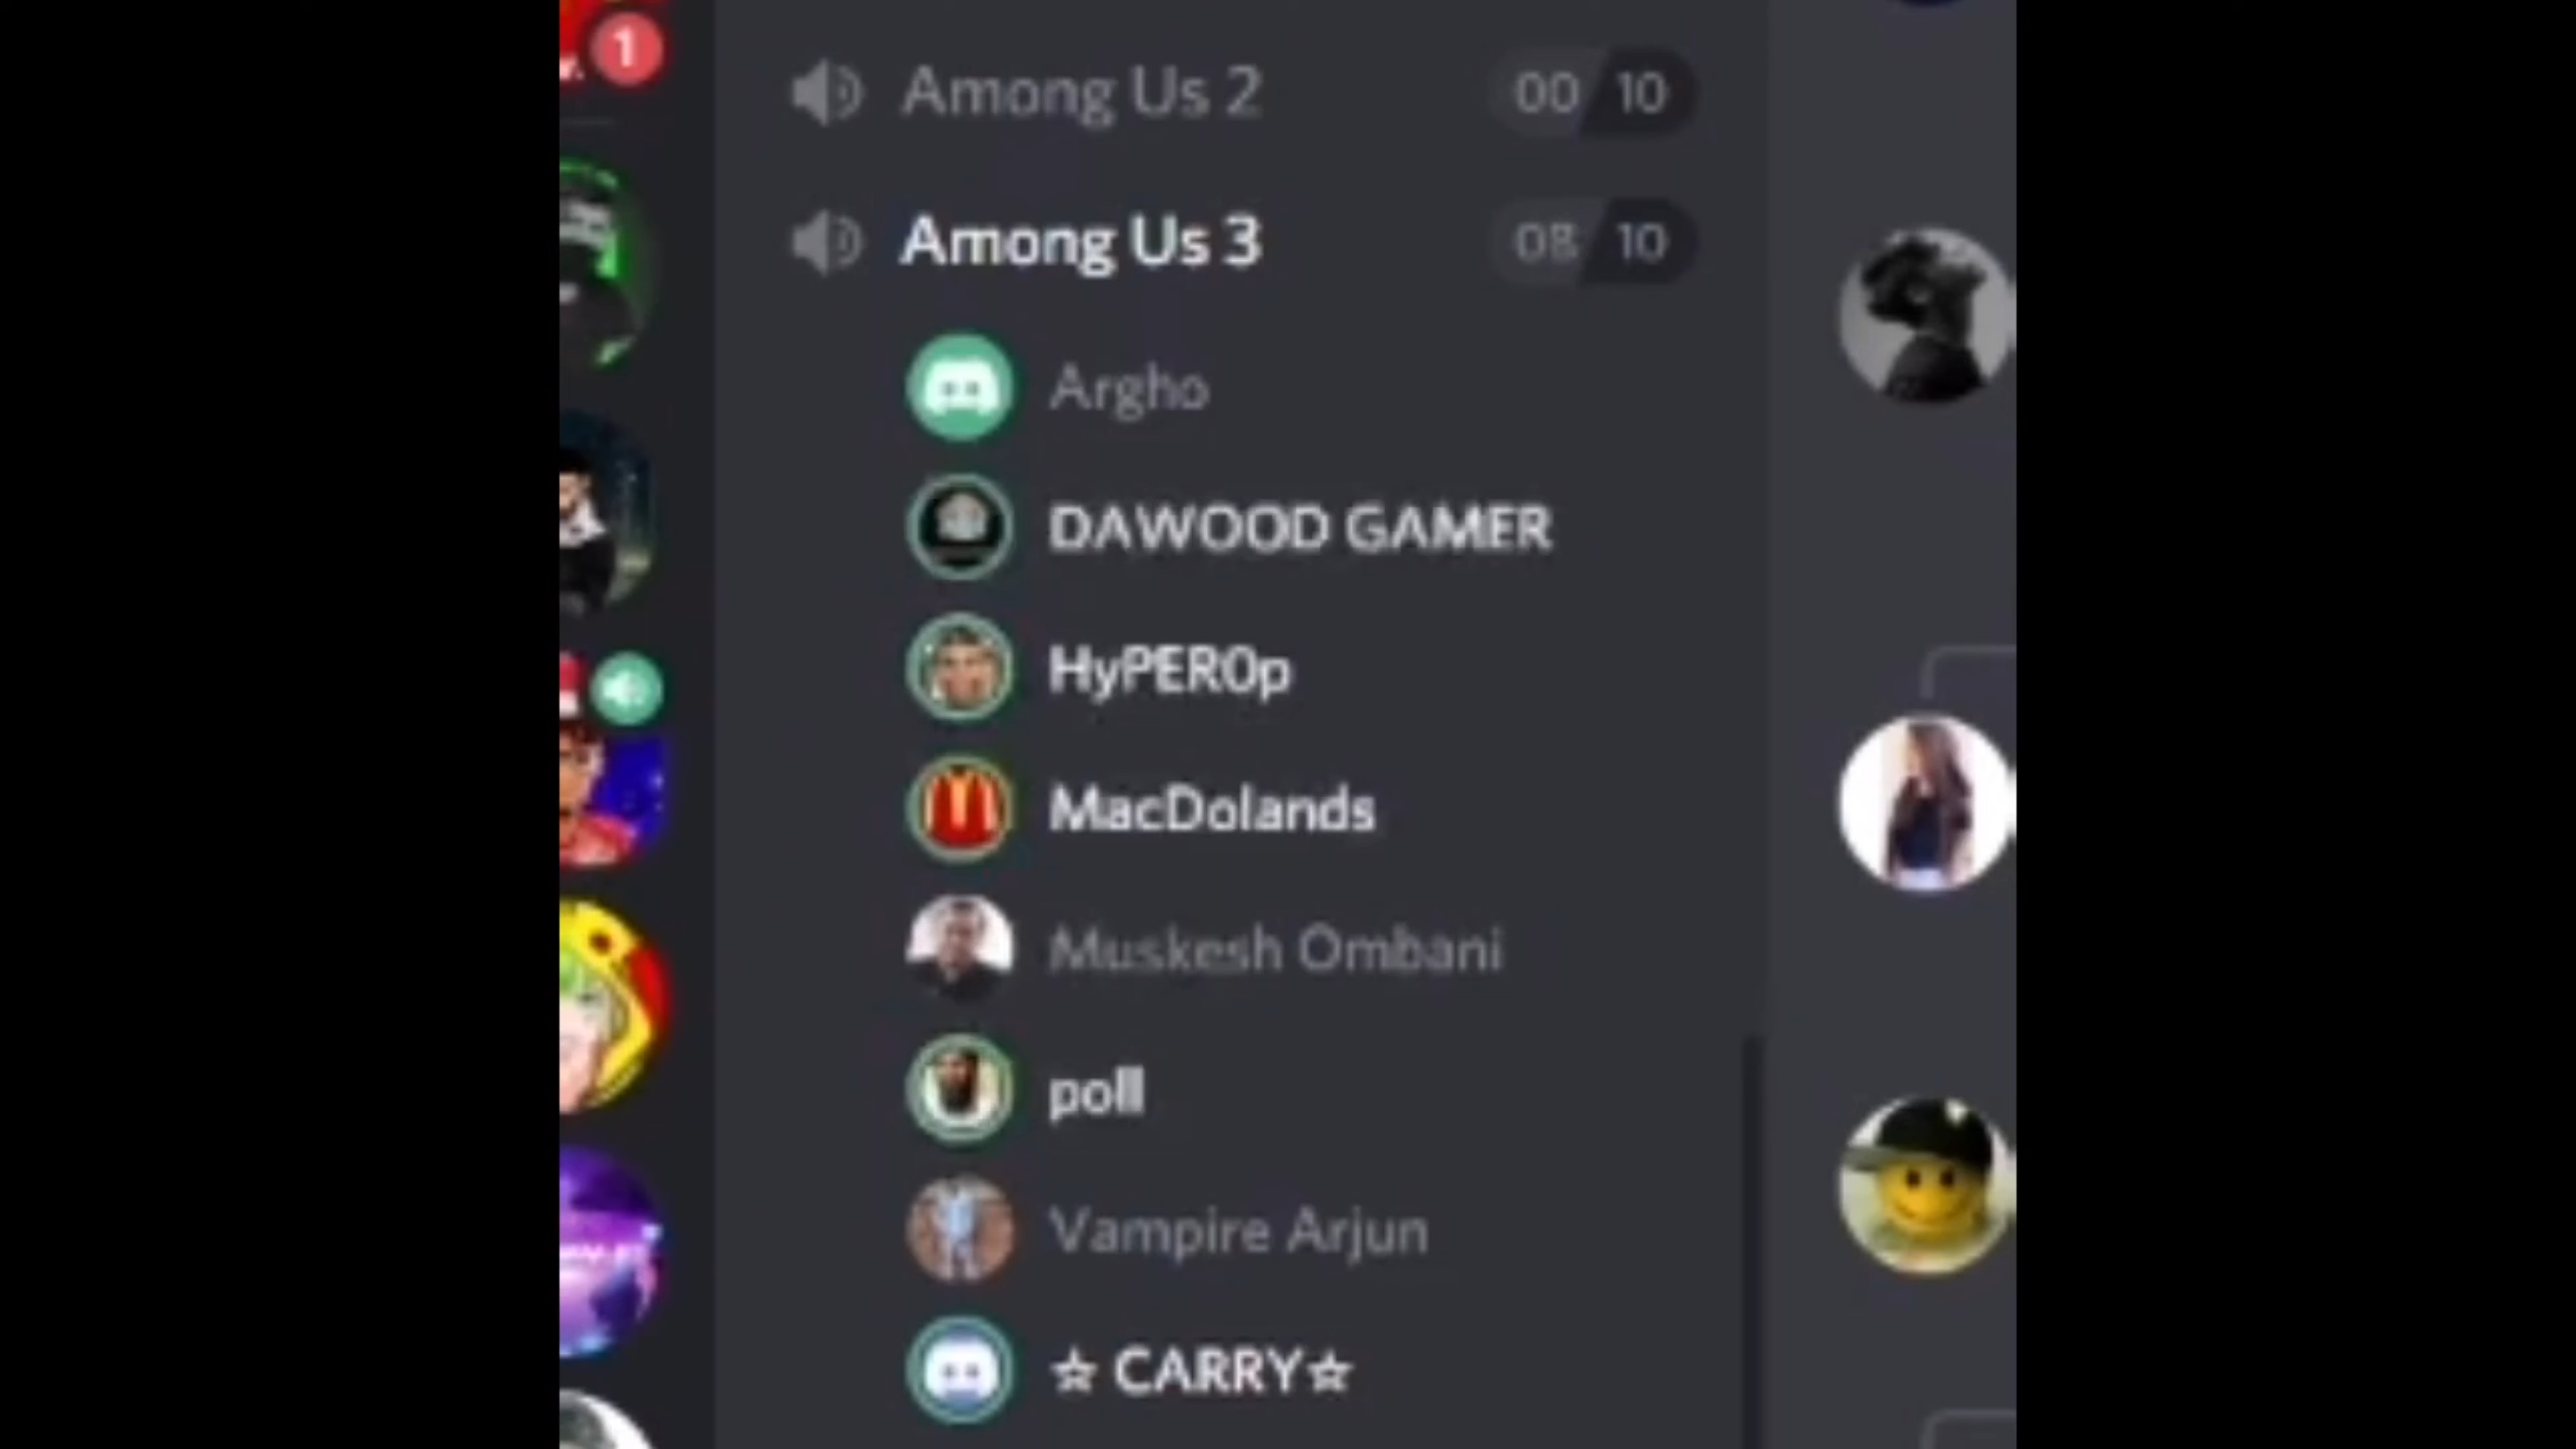 1
Among Us 2 00 10
Among Us 3 08 10
Argho
DAWOOD GAMER
HyPER0p
MacDolands
Muskesh Ombani
poll
Vampire Arjun
☆ CARRY☆